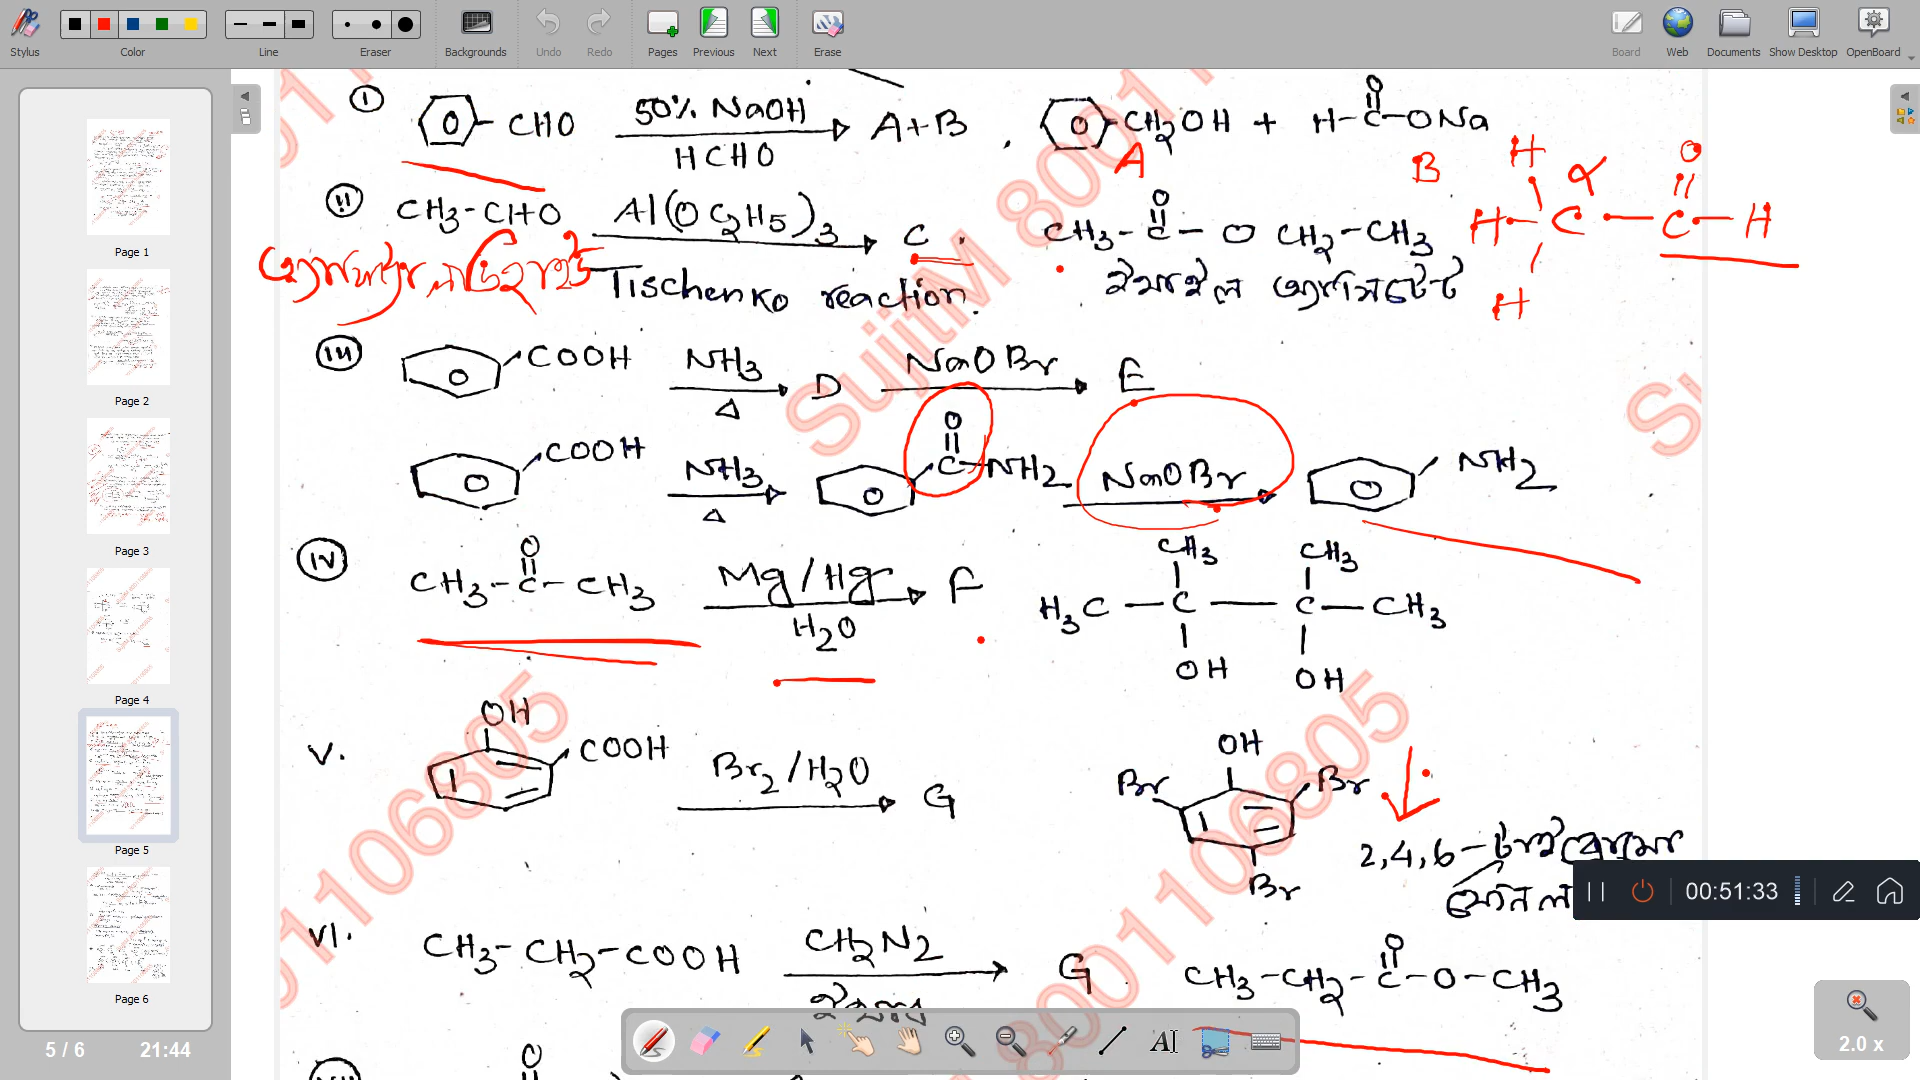 Stylus
Color
Line
Eraser
Backgrounds
Undo
Redo
Pages
Previous
Next
Erase
Board
Web
Documents
Show Desktop
OpenBoard
Page 1
Page 2
Page 3
Page 4
Page 5
Page 6
5 / 6 21:44
(i) CHO 50% NaOH HCHO A+B , CH2OH + H-C-ONa
O
A B
H α O
H-C-C-H
H
(ii) CH3-CHO Al(OC2H5)3 C. CH3-C-O CH2-CH3
O
Tischenko reaction. ইথাইল
(iii) COOH NH3 Δ D NaOBr E
COOH NH3 Δ C-NH2 NaOBr NH2
O
(iv) CH3-C-CH3 Mg/Hg H2O F
O
CH3 CH3
H3C-C-C-CH3
OH OH
V. OH COOH Br2/H2O G
OH
Br Br
Br
2,4,6-
VI. CH3-CH2-COOH CH2N2 G. CH3-CH2-C-O-CH3
O
O
SujitM 8001106805
00:51:33
2.0 x